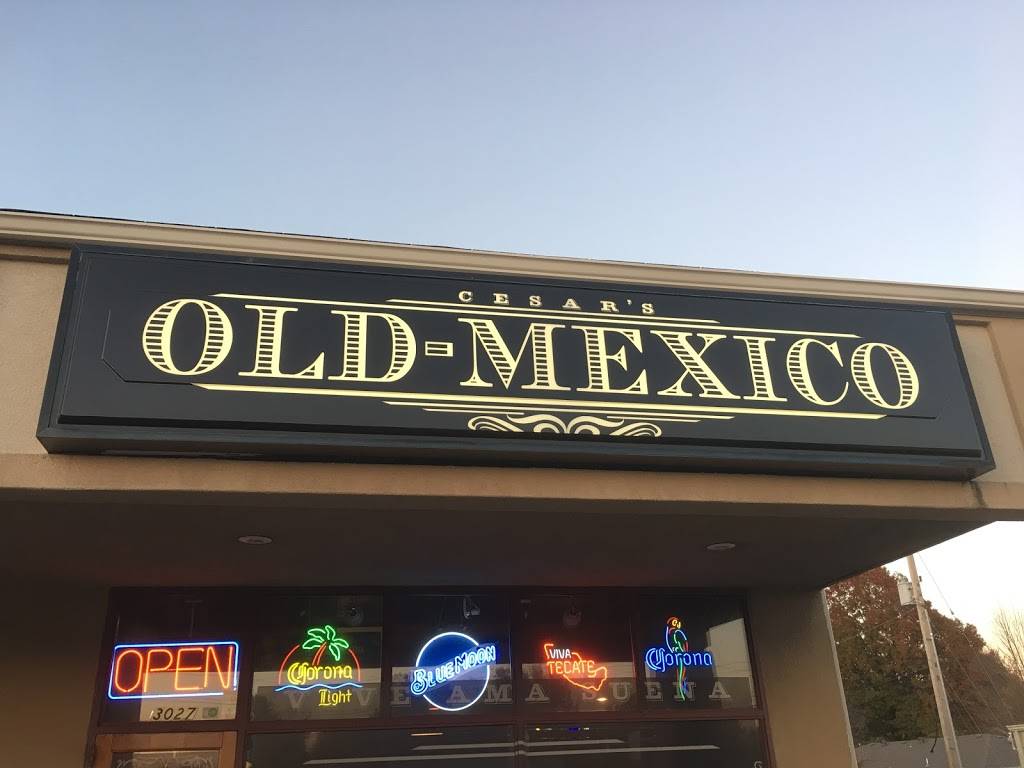 CESAR'S
OLD-MEXICO
OPEN!
Corona
Light
BLUE MOON
VIVA
TECATE
Corona
3027